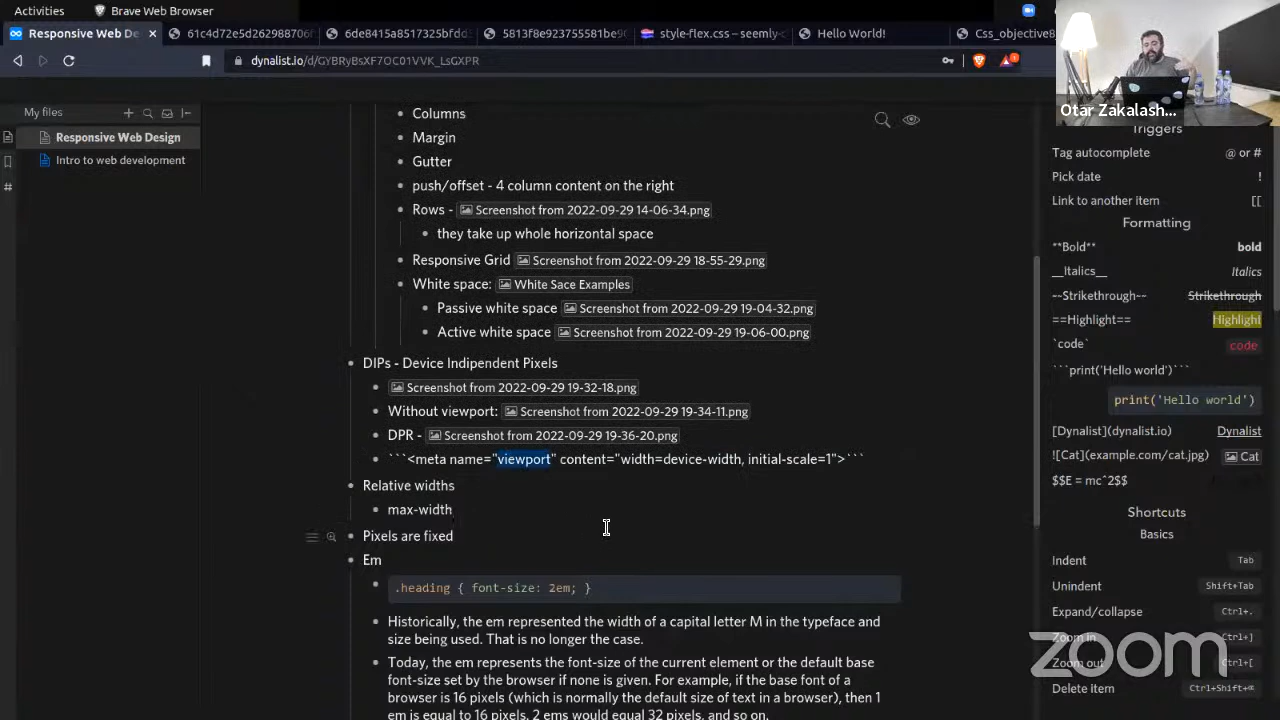 Activities
Brave Web Browser
Responsive Web De
61c4d72e5d262988706
6de8415a8517325bfdd
5813f8e923755581be9
style-flex.css – seemly-
Hello World!
Css_objective8
dynalist.io/d/GYBRyBsXF7OC01VVK_LsGXPR
Otar Zakalash...
My files
Responsive Web Design
Intro to web development
Columns
Margin
Gutter
push/offset - 4 column content on the right
Rows - Screenshot from 2022-09-29 14-06-34.png
they take up whole horizontal space
Responsive Grid Screenshot from 2022-09-29 18-55-29.png
White space: White Sace Examples
Passive white space Screenshot from 2022-09-29 19-04-32.png
Active white space Screenshot from 2022-09-29 19-06-00.png
DIPs - Device Indipendent Pixels
Screenshot from 2022-09-29 19-32-18.png
Without viewport: Screenshot from 2022-09-29 19-34-11.png
DPR - Screenshot from 2022-09-29 19-36-20.png
```<meta name="viewport" content="width=device-width, initial-scale=1">```
Relative widths
max-width
Pixels are fixed
Em
.heading { font-size: 2em; }
Historically, the em represented the width of a capital letter M in the typeface and
size being used. That is no longer the case.
Today, the em represents the font-size of the current element or the default base
font-size set by the browser if none is given. For example, if the base font of a
browser is 16 pixels (which is normally the default size of text in a browser), then 1
em is equal to 16 pixels. 2 ems would equal 32 pixels, and so on.
Triggers
Tag autocomplete @ or #
Pick date !
Link to another item [[
Formatting
**Bold** bold
__Italics__ Italics
~~Strikethrough~~ Strikethrough
==Highlight== Highlight
`code` code
```print('Hello world')```
print('Hello world')
[Dynalist](dynalist.io) Dynalist
![Cat](example.com/cat.jpg) Cat
$$E = mc^2$$
Shortcuts
Basics
Indent Tab
Unindent Shift+Tab
Expand/collapse Ctrl+.
Zoom in Ctrl+]
Zoom out Ctrl+[
Delete item Ctrl+Shift+⌫
zoom